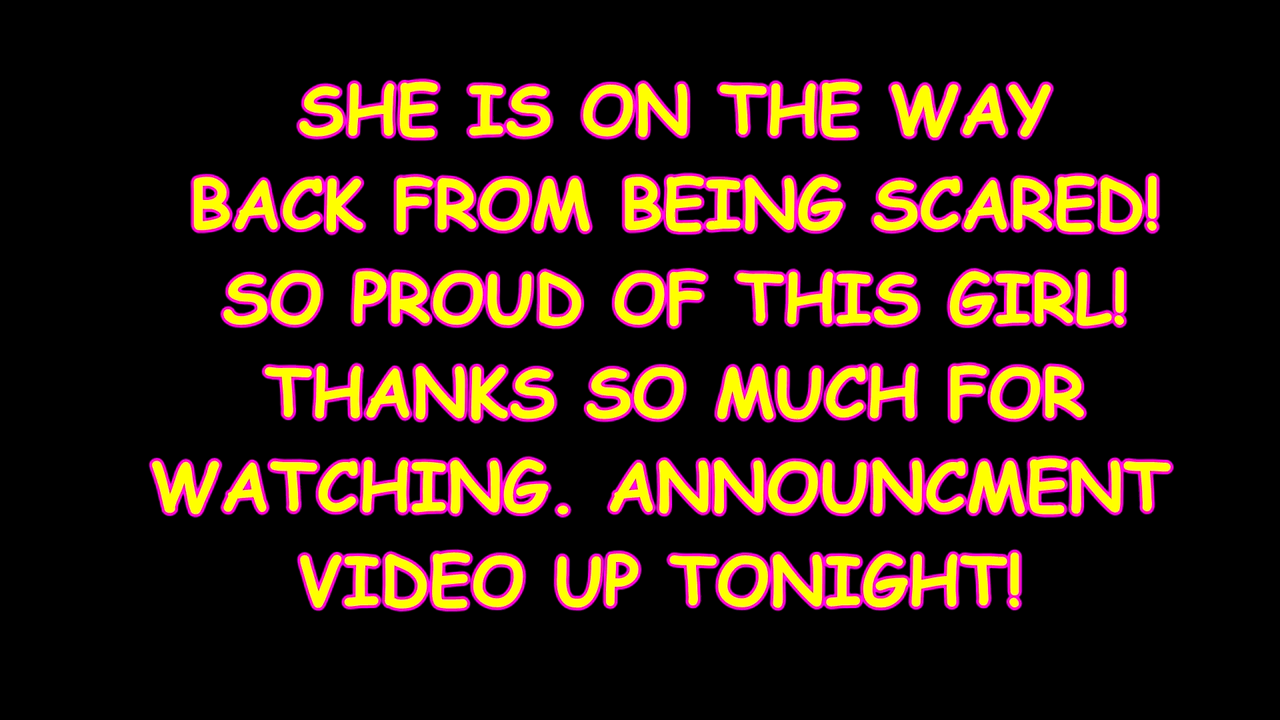 SHE IS ON THE WAY
BACK FROM BEING SCARED!
SO PROUD OF THIS GIRL!
THANKS SO MUCH FOR
WATCHING. ANNOUNCMENT
VIDEO UP TONIGHT!